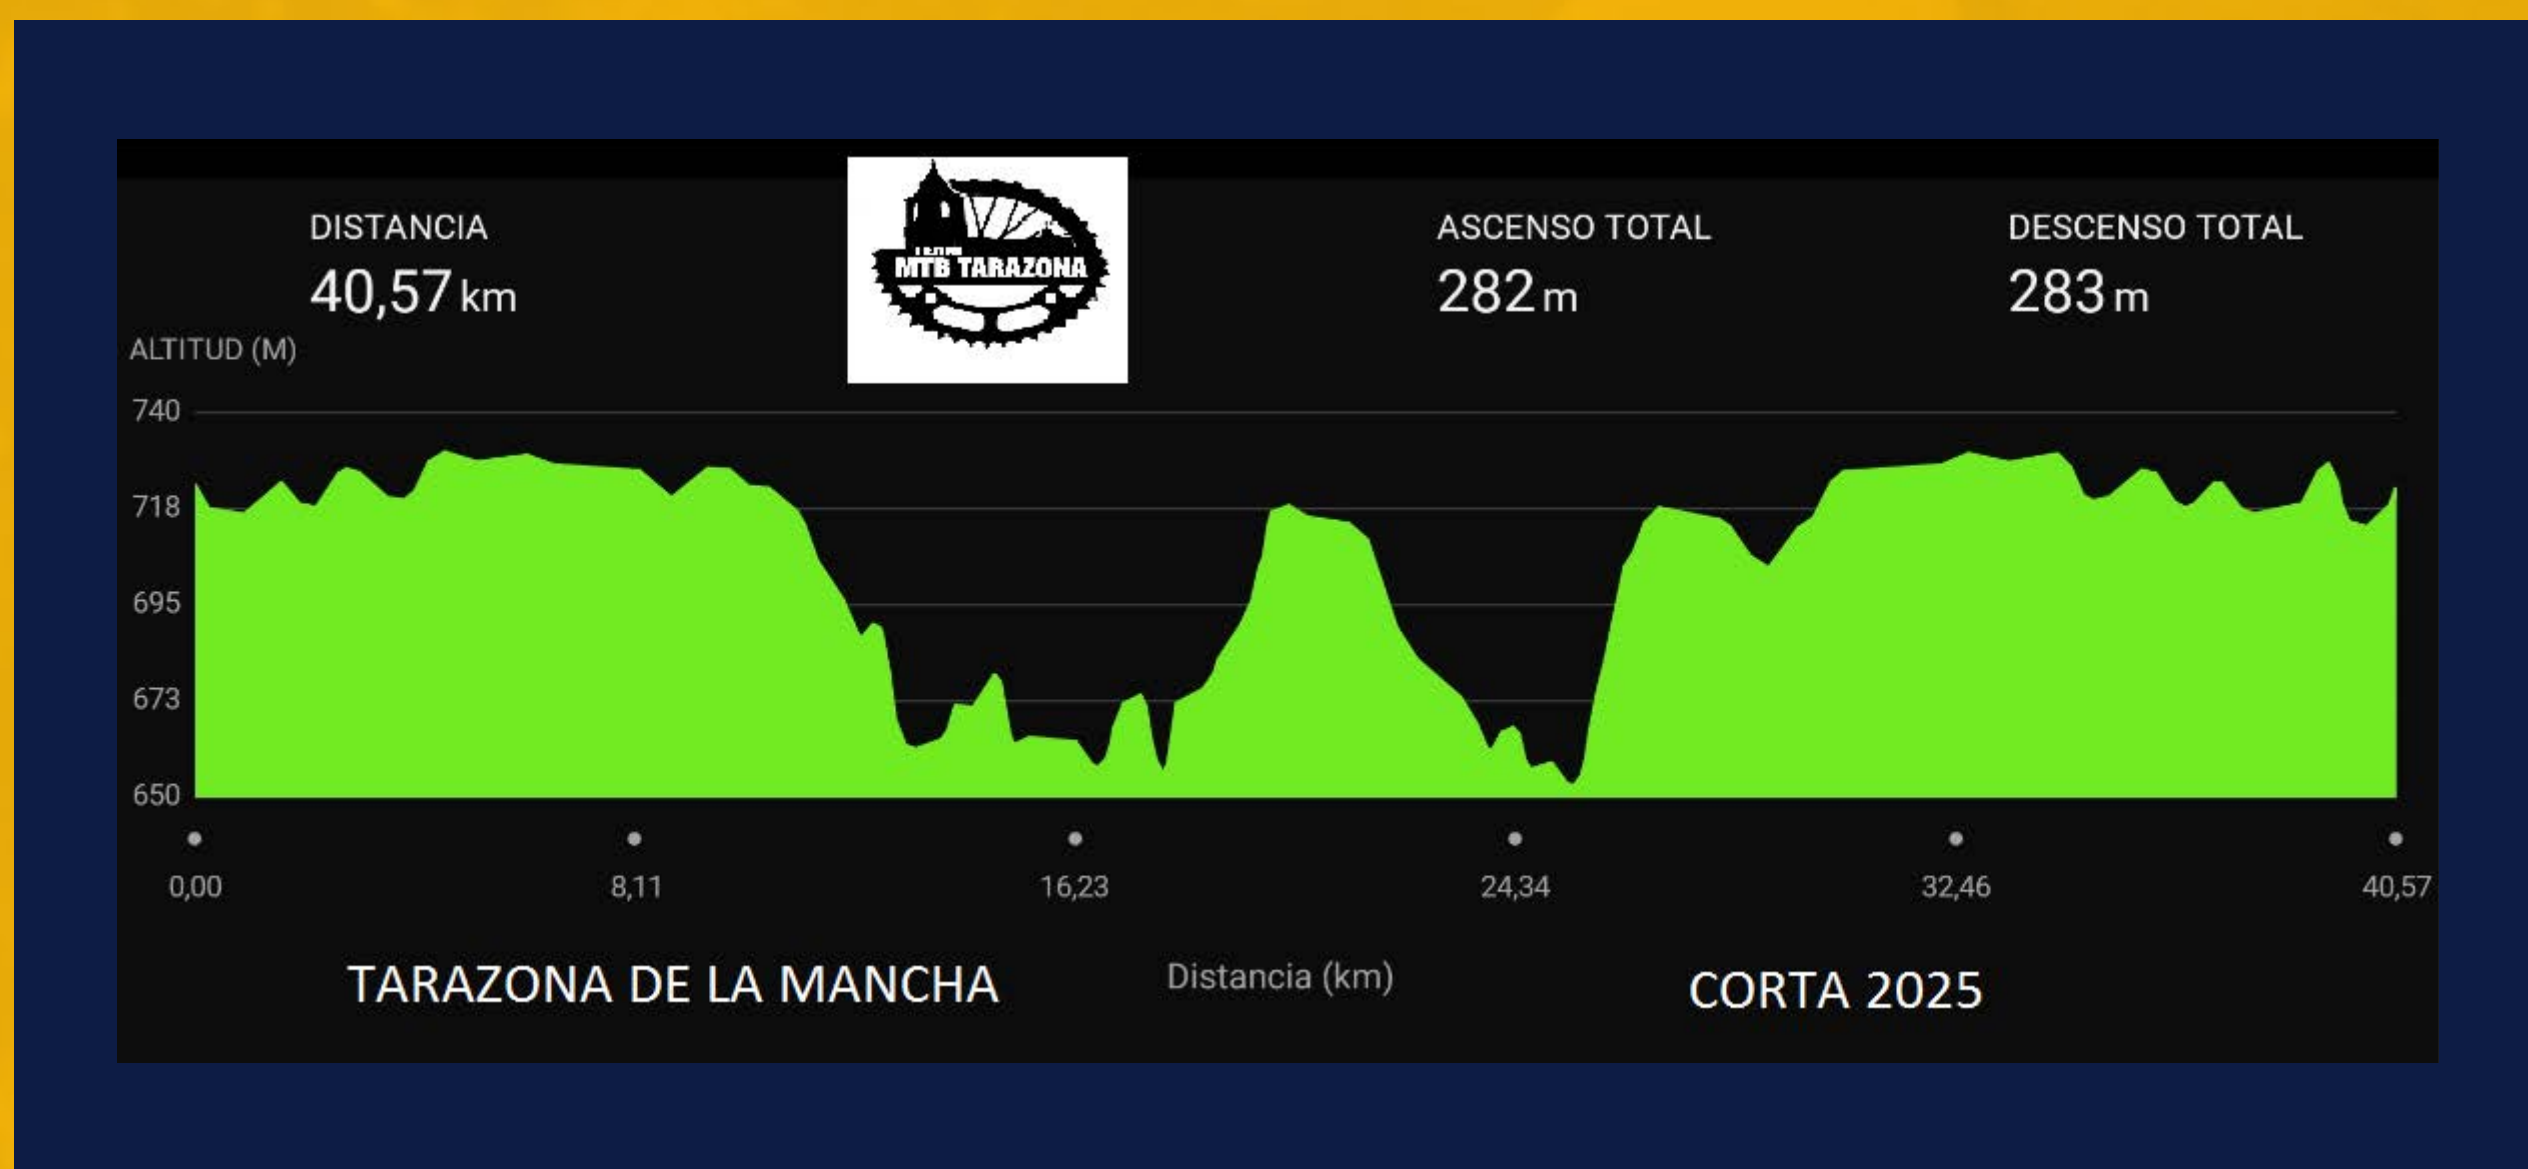 DISTANCIA
40,57 km
MTB TARAZONA
ASCENSO TOTAL
282 m
DESCENSO TOTAL
283 m
ALTITUD (M)
740
718
695
673
650
0,00
8,11
16,23
24,34
32,46
40,57
TARAZONA DE LA MANCHA
Distancia (km)
CORTA 2025